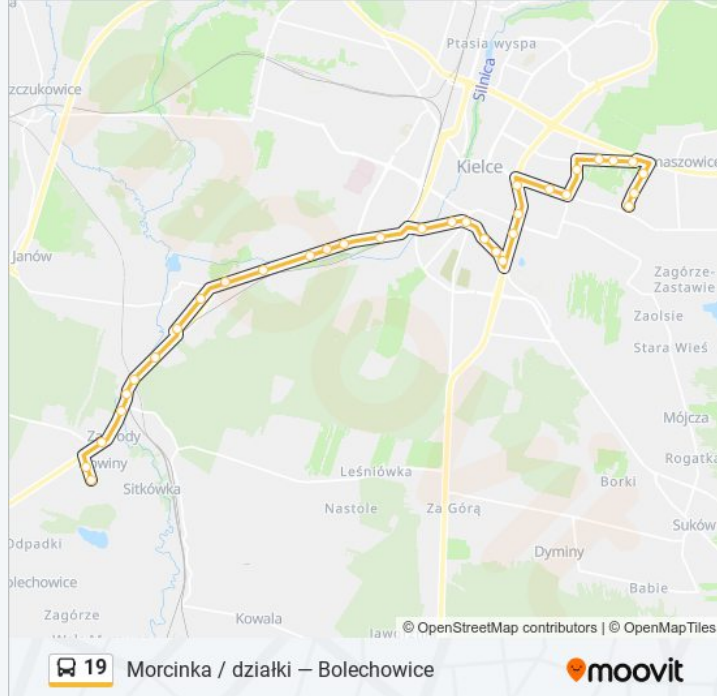 Ptasia wyspa
Silnica
szczukowice
Kielce
maszowice
Janów
Zagórze-
Zastawie
Zaolsie
Stara Wieś
Mójcza
Rogatka
Leśniówka
Borki
Sitkówka
Nastole
Za Górą
Suków
Odpadki
Dyminy
olechowice
Babie
Zagórze
Kowala
© OpenStreetMap contributors | © OpenMapTiles
19 Morcinka / działki — Bolechowice
moovit